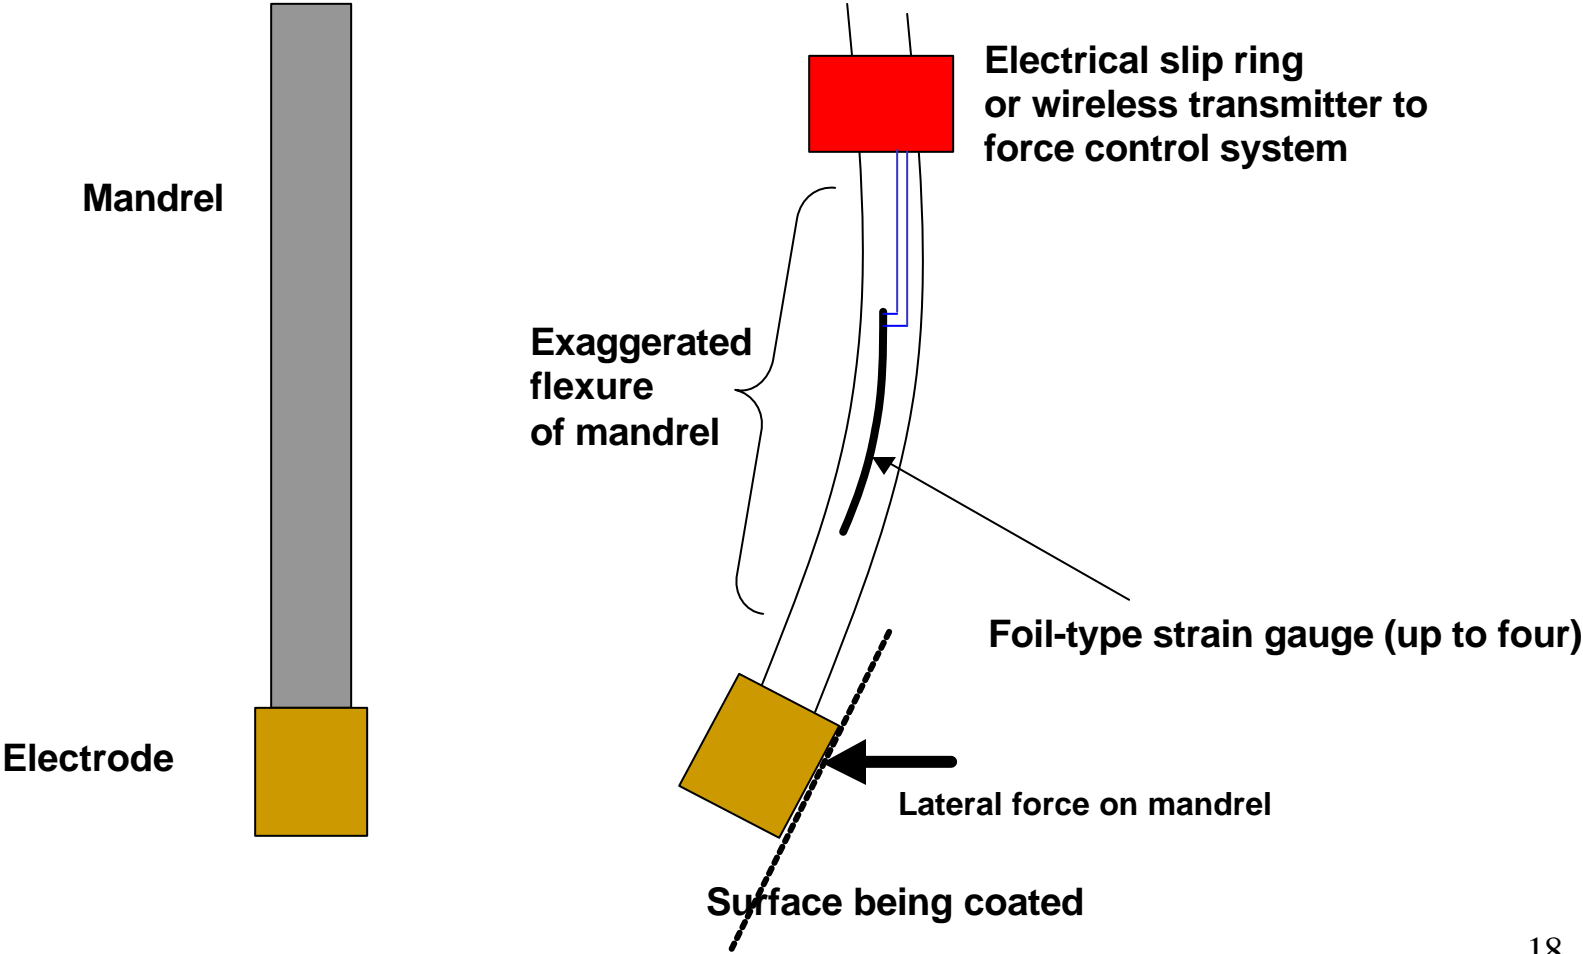 Electrical slip ring
or wireless transmitter to
force control system
Mandrel
Exaggerated
flexure
of mandrel
Foil-type strain gauge (up to four)
Electrode
Lateral force on mandrel
Surface being coated
18